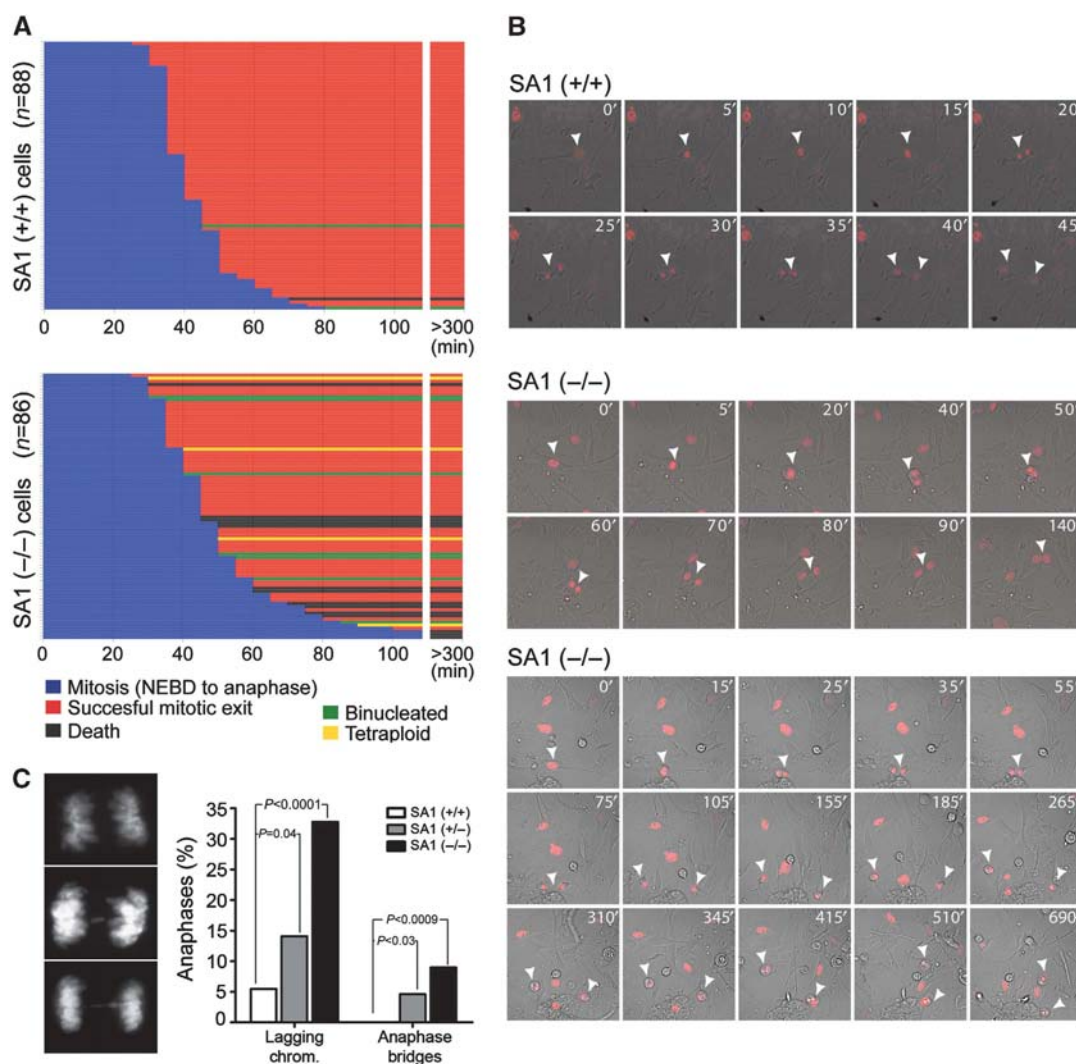 A
SA1 (+/+) cells (n=88)
0 20 40 60 80 100 >300
(min)
SA1 (−/−) cells (n=86)
0 20 40 60 80 100 >300
(min)
Mitosis (NEBD to anaphase)
Succesful mitotic exit
Death
Binucleated
Tetraploid
B
SA1 (+/+)
0′ 5′ 10′ 15′ 20
25′ 30′ 35′ 40′ 45
SA1 (−/−)
0′ 5′ 20′ 40′ 50′
60′ 70′ 80′ 90′ 140
SA1 (−/−)
0′ 15′ 25′ 35′ 55′
75′ 105′ 155′ 185′ 265′
310′ 345′ 415′ 510′ 690′
C
Anaphases (%)
35
30
25
20
15
10
5
0
P<0.0001
P=0.04
SA1 (+/+)
SA1 (+/−)
SA1 (−/−)
P<0.0009
P<0.03
Lagging
chrom.
Anaphase
bridges